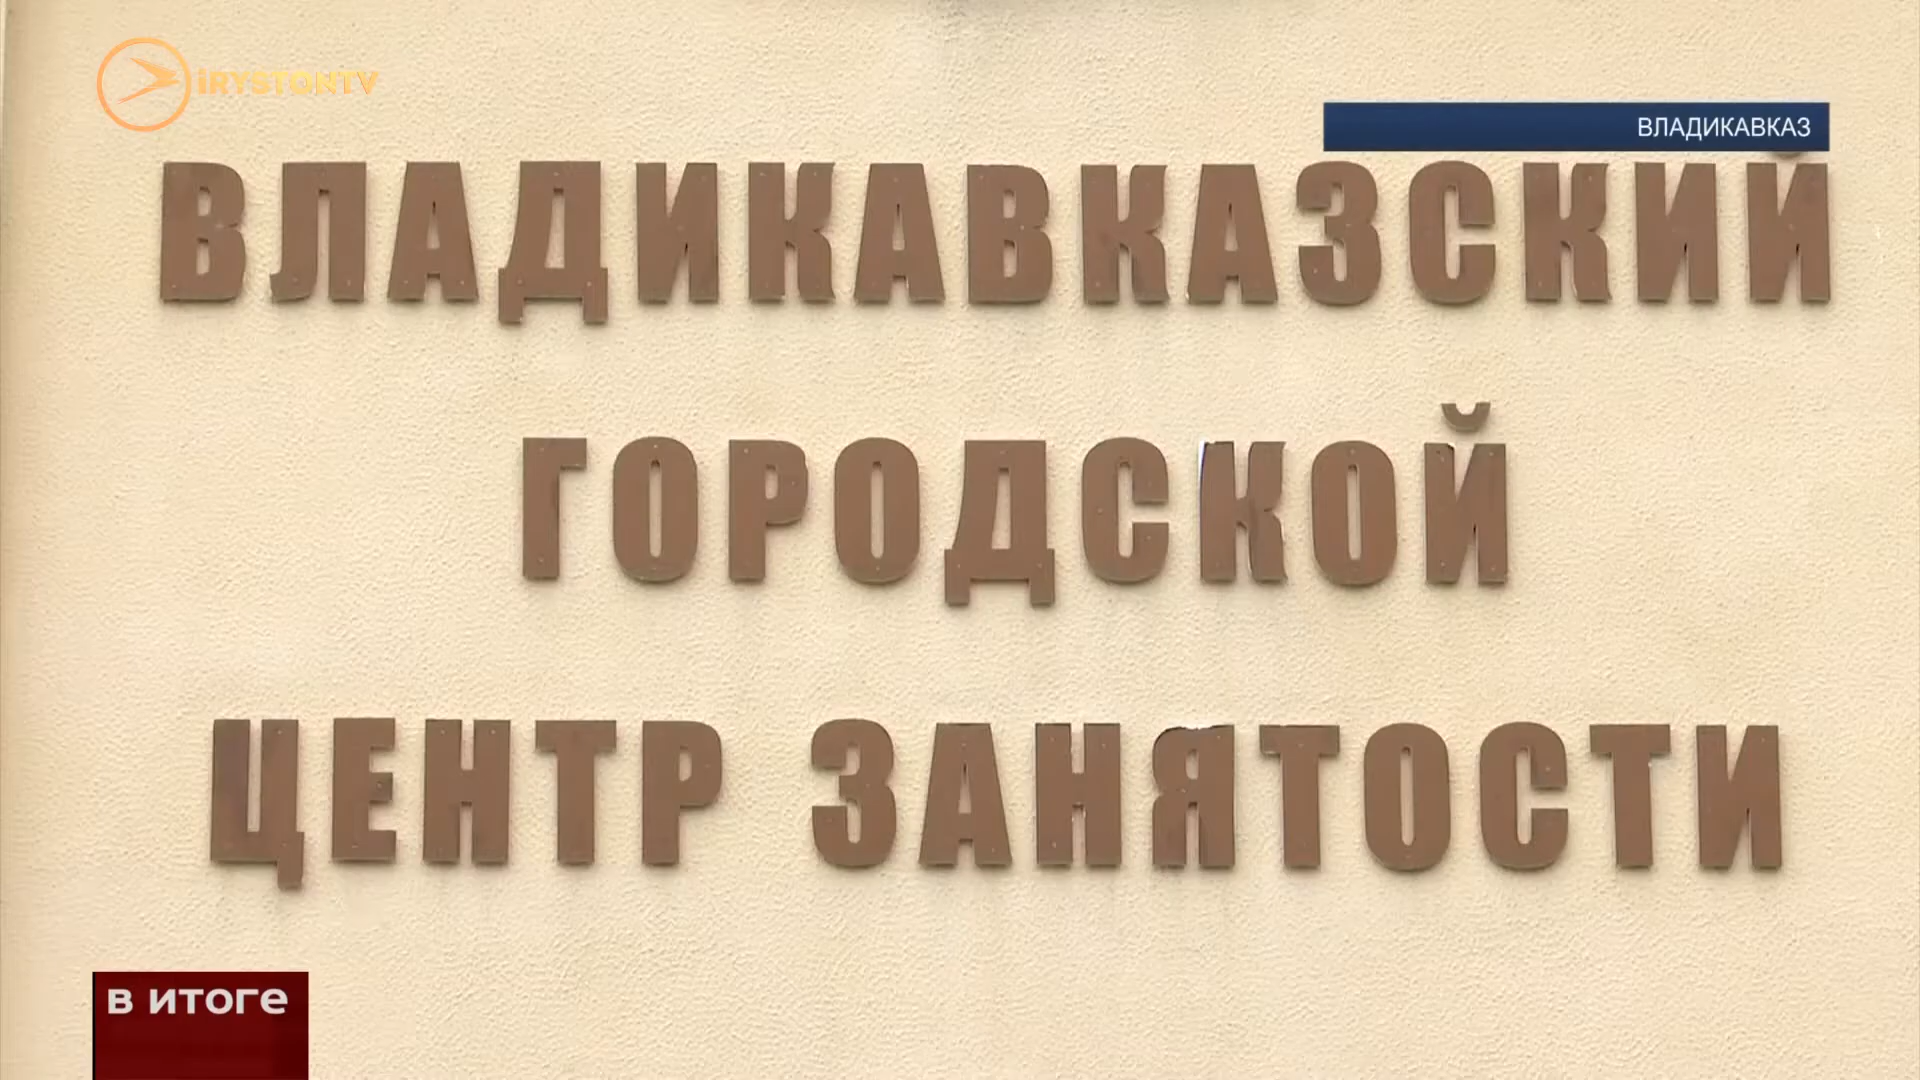 iRYSTONTV
ВЛАДИКАВКАЗ
ВЛАДИКАВКАЗСКИЙ
ГОРОДСКОЙ
ЦЕНТР ЗАНЯТОСТИ
в итоге